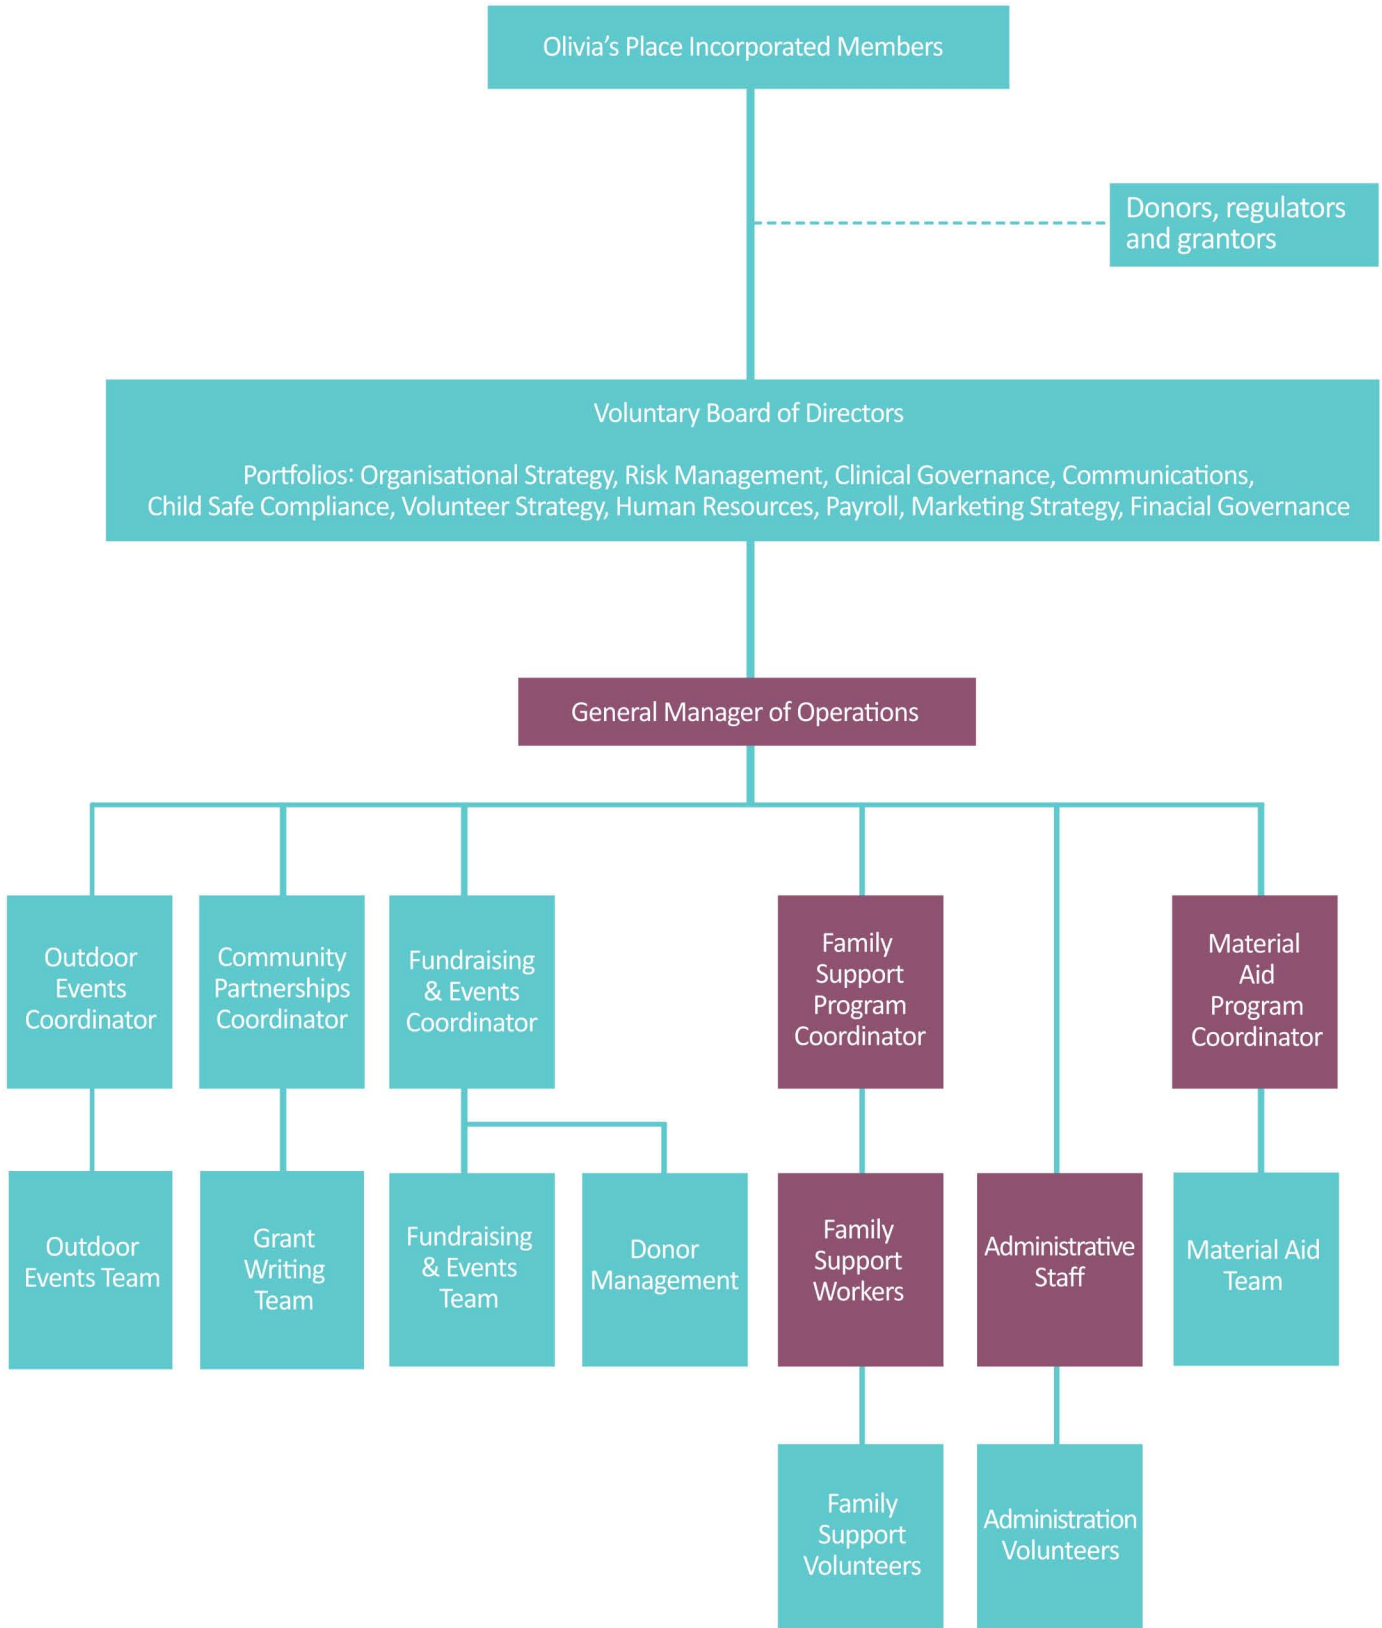 Olivia’s Place Incorporated Members
Donors, regulators
and grantors
Voluntary Board of Directors
Portfolios: Organisational Strategy, Risk Management, Clinical Governance, Communications,
Child Safe Compliance, Volunteer Strategy, Human Resources, Payroll, Marketing Strategy, Finacial Governance
General Manager of Operations
Outdoor
Events
Coordinator
Community
Partnerships
Coordinator
Fundraising
& Events
Coordinator
Family
Support
Program
Coordinator
Material
Aid
Program
Coordinator
Outdoor
Events Team
Grant
Writing
Team
Fundraising
& Events
Team
Donor
Management
Family
Support
Workers
Administrative
Staff
Material Aid
Team
Family
Support
Volunteers
Administration
Volunteers